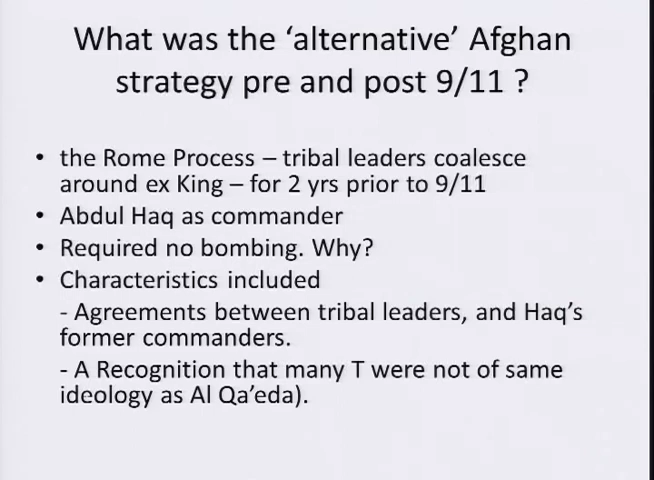 What was the ‘alternative’ Afghan
strategy pre and post 9/11 ?
• the Rome Process – tribal leaders coalesce
around ex King – for 2 yrs prior to 9/11
• Abdul Haq as commander
• Required no bombing. Why?
• Characteristics included
- Agreements between tribal leaders, and Haq’s
former commanders.
- A Recognition that many T were not of same
ideology as Al Qa’eda).